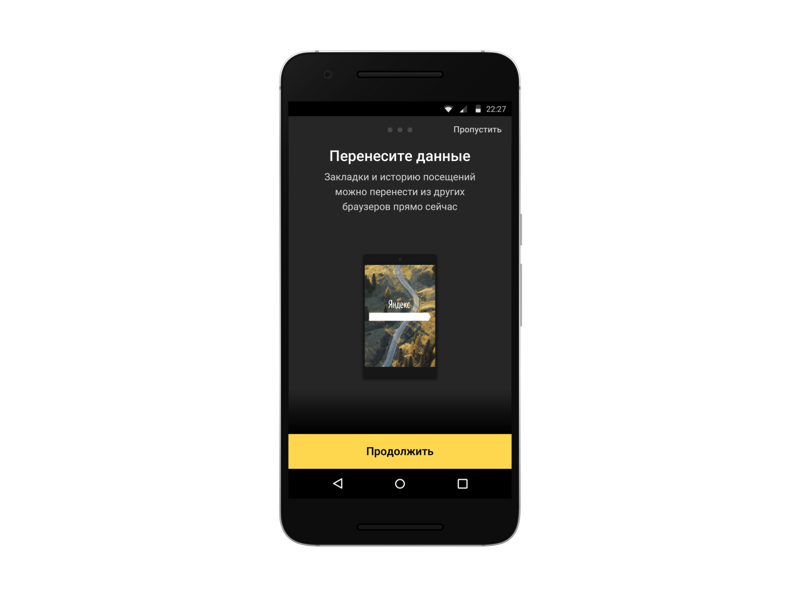 22:27
Пропустить
Перенесите данные
Закладки и историю посещений
можно перенести из других
браузеров прямо сейчас
Яндекс
Продолжить